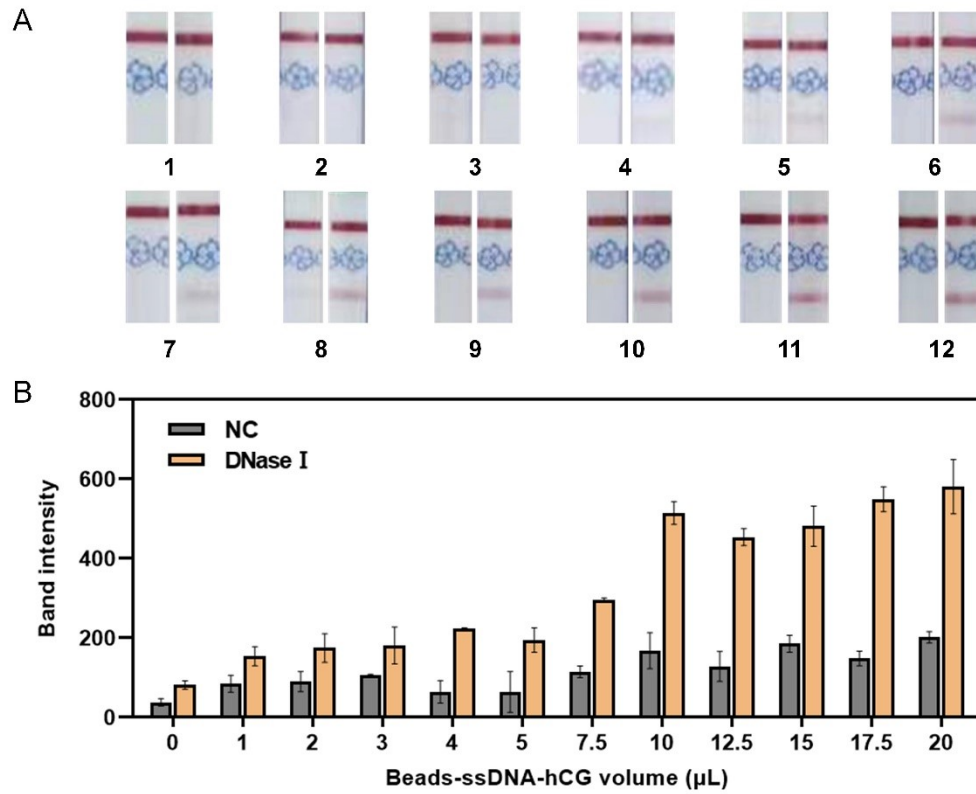 A
1 2 3 4 5 6
7 8 9 10 11 12
B
800
600
400
200
0
Band intensity
NC
DNase I
0 1 2 3 4 5 7.5 10 12.5 15 17.5 20
Beads-ssDNA-hCG volume (μL)